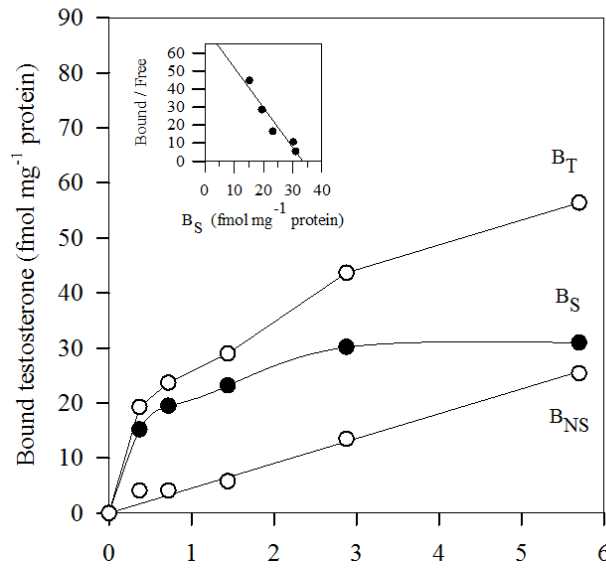 90
80
70
60
50
40
30
20
10
0
Bound testosterone (fmol mg-1 protein)
60
50
40
30
20
10
0
Bound / Free
0 10 20 30 40
BS (fmol mg-1 protein)
BT
BS
BNS
0 1 2 3 4 5 6